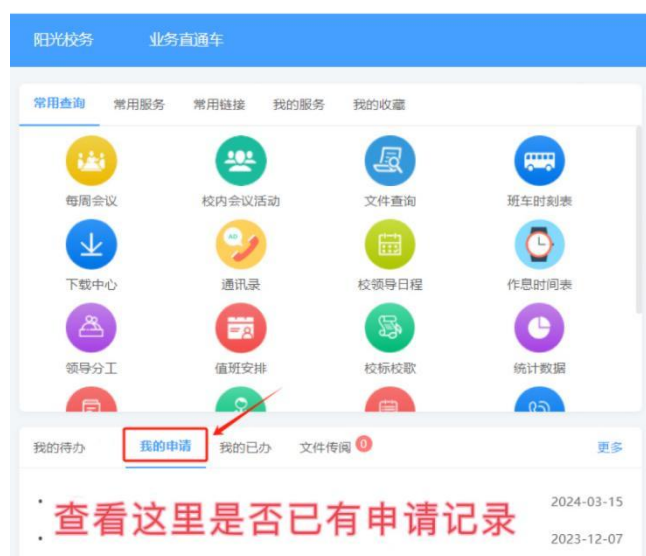 阳光校务 业务直通车
常用查询 常用服务 常用链接 我的服务 我的收藏
每周会议 校内会议活动 文件查询 班车时刻表
下载中心 通讯录 校领导日程 作息时间表
领导分工 值班安排 校标校歌 统计数据
我的待办 我的申请 我的已办 文件传阅 0 更多
2024-03-15
查看这里是否已有申请记录
2023-12-07